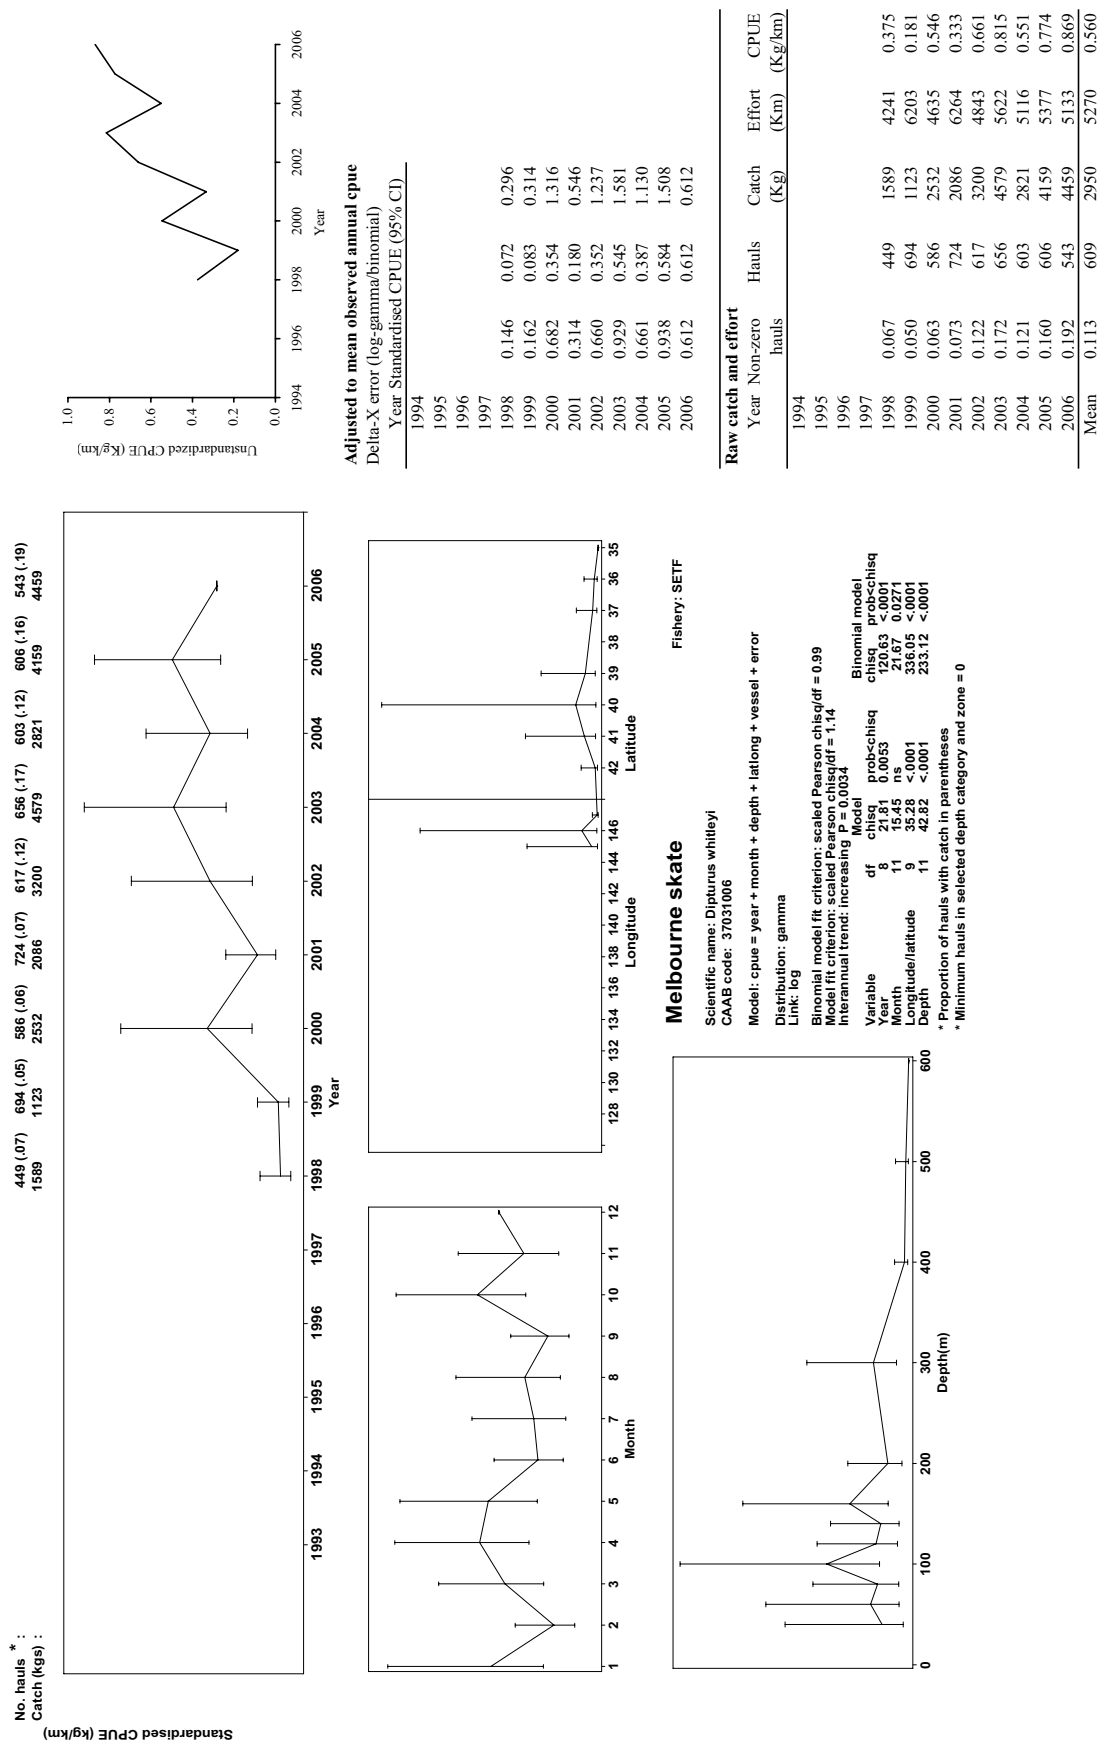 No. hauls * : 449 (.07) 694 (.05) 586 (.06) 724 (.07) 617 (.12) 656 (.17) 603 (.12) 606 (.16) 543 (.19)
Catch (kgs) : 1589 1123 2532 2086 3200 4579 2821 4159 4459
Standardised CPUE (kg/km)
1993 1994 1995 1996 1997 1998 1999 2000 2001 2002 2003 2004 2005 2006
Year
1 2 3 4 5 6 7 8 9 10 11 12
Month
128 130 132 134 136 138 140 142 144 146 42 41 40 39 38 37 36 35
Longitude Latitude
0 100 200 300 400 500 600
Depth(m)
Melbourne skate Fishery: SETF
Scientific name: Dipturus whitleyi
CAAB code: 37031006
Model: cpue = year + month + depth + latlong + vessel + error
Distribution: gamma
Link: log
Binomial model fit criterion: scaled Pearson chisq/df = 0.99
Model fit criterion: scaled Pearson chisq/df = 1.14
Interannual trend: increasing P = 0.0034
Model Binomial model
Variable df chisq prob<chisq chisq prob<chisq
Year 8 21.81 0.0053 120.63 <.0001
Month 11 15.45 ns 21.67 0.0271
Longitude/latitude 9 35.28 <.0001 336.05 <.0001
Depth 11 42.82 <.0001 233.12 <.0001
* Proportion of hauls with catch in parentheses
* Minimum hauls in selected depth category and zone = 0
Unstandardized CPUE (Kg/km)
1.0
0.8
0.6
0.4
0.2
0.0
1994 1996 1998 2000 2002 2004 2006
Year
Adjusted to mean observed annual cpue
Delta-X error (log-gamma/binomial)
Year Standardised CPUE (95% CI)
1994
1995
1996
1997
1998 0.146 0.072 0.296
1999 0.162 0.083 0.314
2000 0.682 0.354 1.316
2001 0.314 0.180 0.546
2002 0.660 0.352 1.237
2003 0.929 0.545 1.581
2004 0.661 0.387 1.130
2005 0.938 0.584 1.508
2006 0.612 0.612 0.612
Raw catch and effort
Year Non-zero Hauls Catch Effort CPUE
hauls (Kg) (Km) (Kg/km)
1994
1995
1996
1997
1998 0.067 449 1589 4241 0.375
1999 0.050 694 1123 6203 0.181
2000 0.063 586 2532 4635 0.546
2001 0.073 724 2086 6264 0.333
2002 0.122 617 3200 4843 0.661
2003 0.172 656 4579 5622 0.815
2004 0.121 603 2821 5116 0.551
2005 0.160 606 4159 5377 0.774
2006 0.192 543 4459 5133 0.869
Mean 0.113 609 2950 5270 0.560